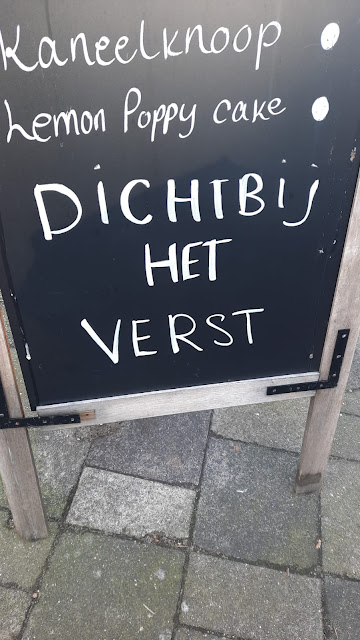 Kaneelknoop
Lemon Poppy cake
DICHTBIJ
HET
VERST